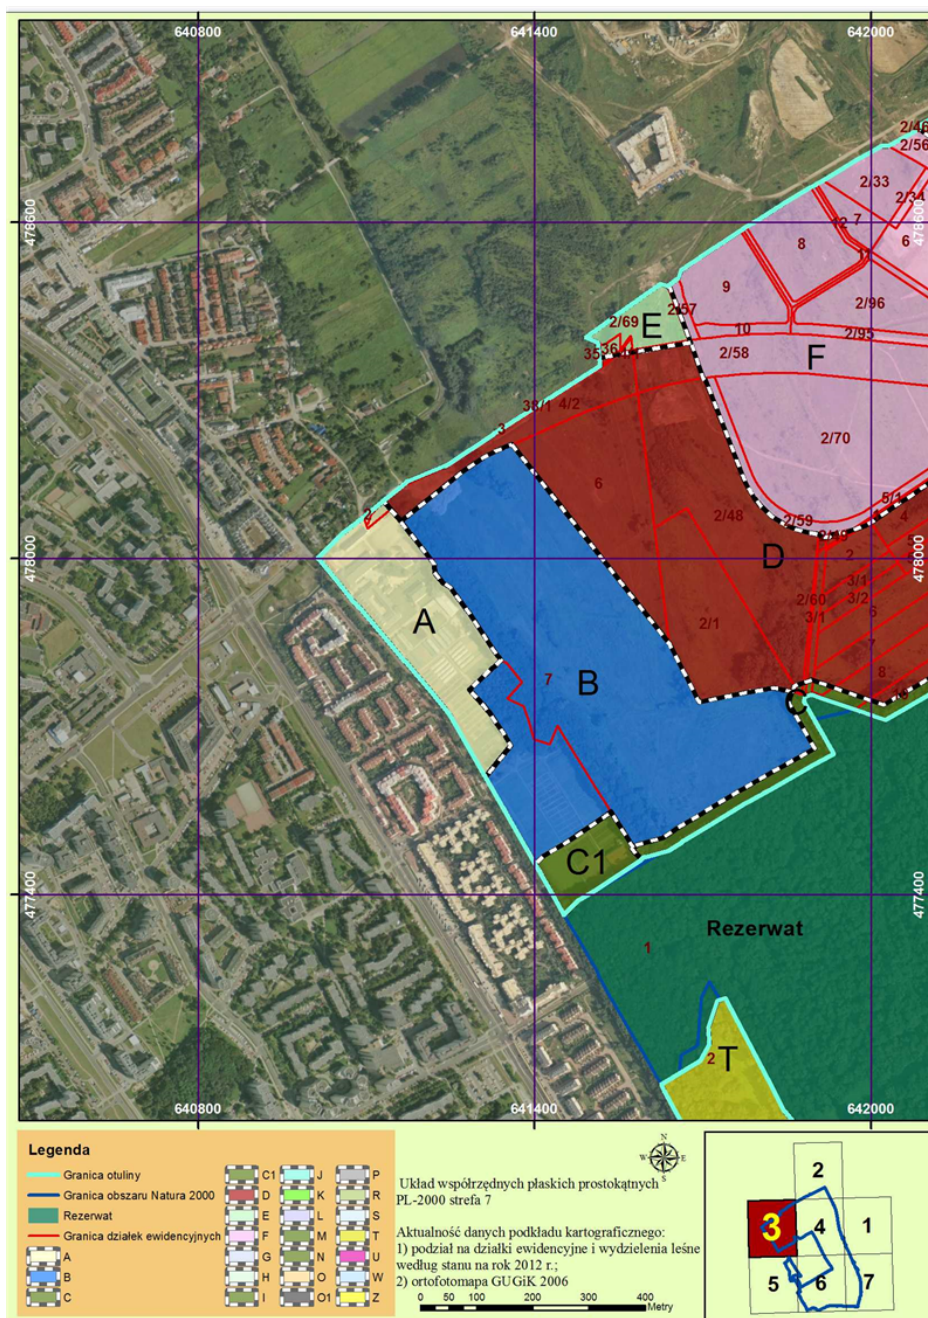 640800
641400
642000
2/46
2/56
2/33
2/34
478600
478600
12
7
8
6
11
9
2/57
2/96
2/69
E
10
2/95
35
36
2/58
F
38/1
4/2
3
2/70
6
5/1
2
2/48
2/59
4
478000
478000
D
2
3/1
A
2/60
3/2
3/1
6
2/1
7
7
B
8
C
10
C1
477400
477400
Rezerwat
1
2
T
640800
641400
642000
Legenda
Granica otuliny
Granica obszaru Natura 2000
Rezerwat
Granica działek ewidencyjnych
A
B
C
C1
D
E
F
G
H
I
J
K
L
M
N
O
O1
P
R
S
T
U
W
Z
N
W
E
S
Układ współrzędnych płaskich prostokątnych
PL-2000 strefa 7
Aktualność danych podkładu kartograficznego:
1) podział na działki ewidencyjne i wydzielenia leśne
według stanu na rok 2012 r.;
2) ortofotomapa GUGiK 2006
0
100
200
300
400
Metry
2
3
4
1
5
6
7